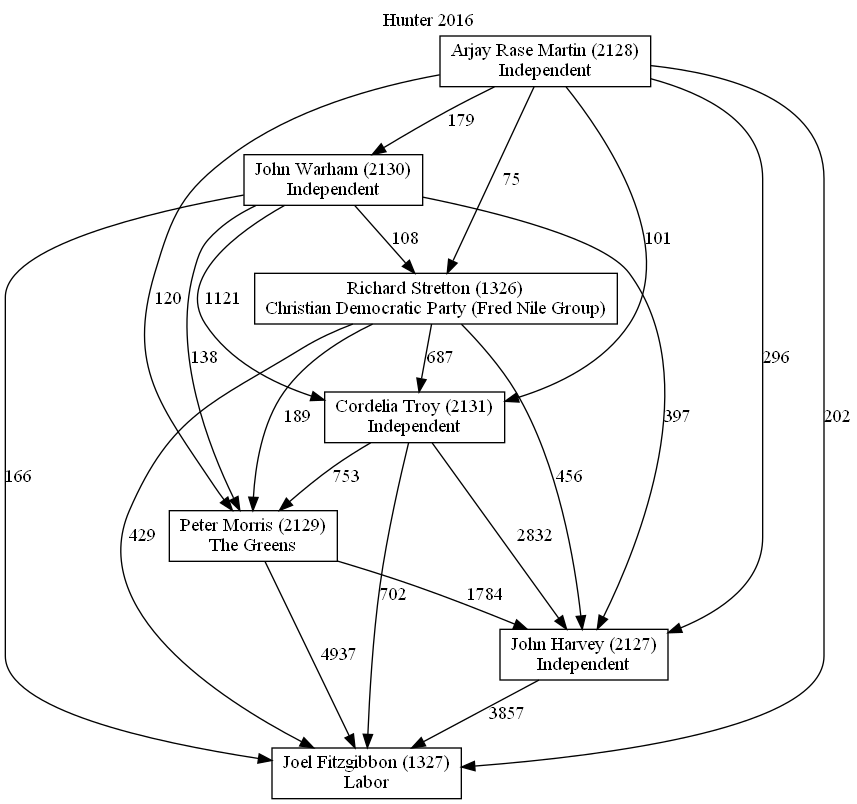 Hunter 2016
Arjay Rase Martin (2128)
Independent
179
John Warham (2130)
Independent
75
108
101
Richard Stretton (1326)
Christian Democratic Party (Fred Nile Group)
120
1121
138
687
296
Cordelia Troy (2131)
Independent
189
397
202
166
753
456
Peter Morris (2129)
The Greens
429
2832
702
1784
John Harvey (2127)
Independent
4937
3857
Joel Fitzgibbon (1327)
Labor